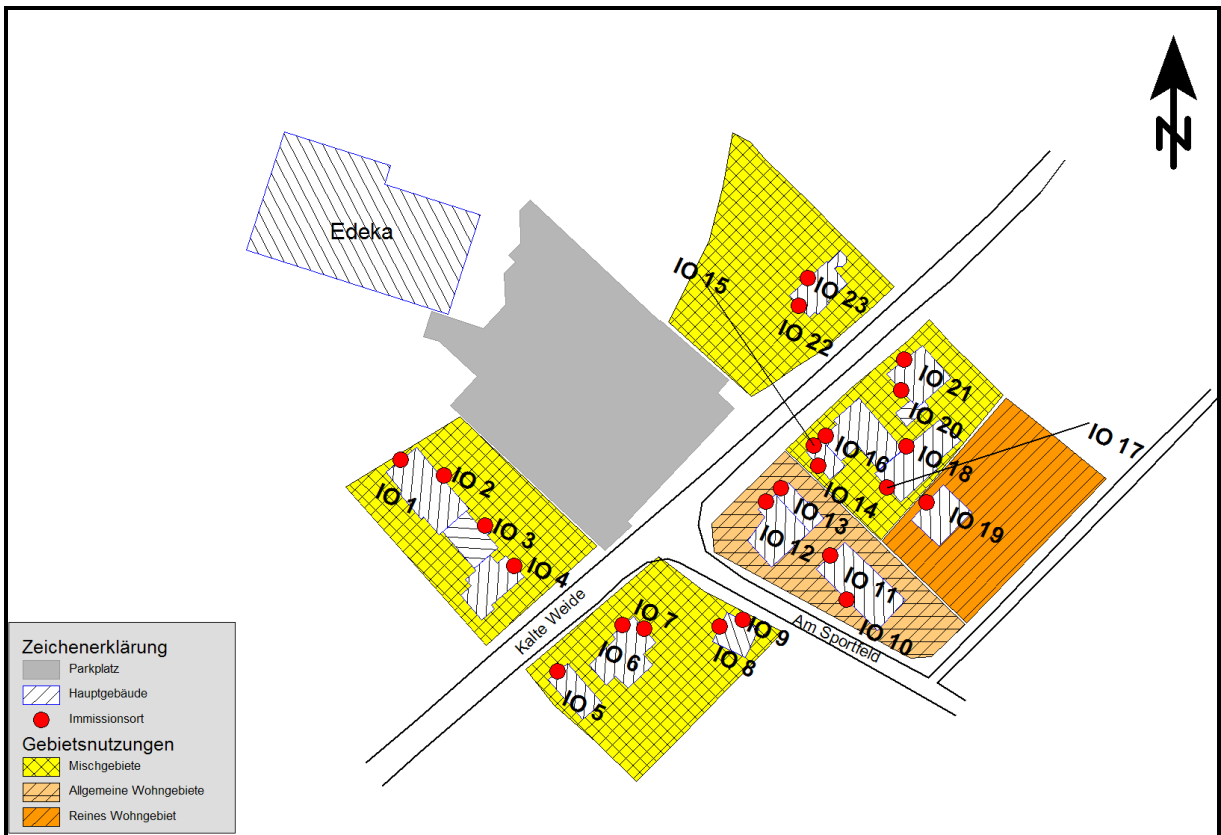 N
Edeka
IO 15
IO 23
IO 22
IO 21
IO 20
IO 17
IO 16
IO 18
IO 14
IO 19
IO 13
IO 12
IO 11
IO 10
IO 1
IO 2
IO 3
IO 4
Kalte Weide
IO 7
IO 6
IO 9
IO 8
IO 5
Am Sportfeld
Zeichenerklärung
Parkplatz
Hauptgebäude
Immissionsort
Gebietsnutzungen
Mischgebiete
Allgemeine Wohngebiete
Reines Wohngebiet